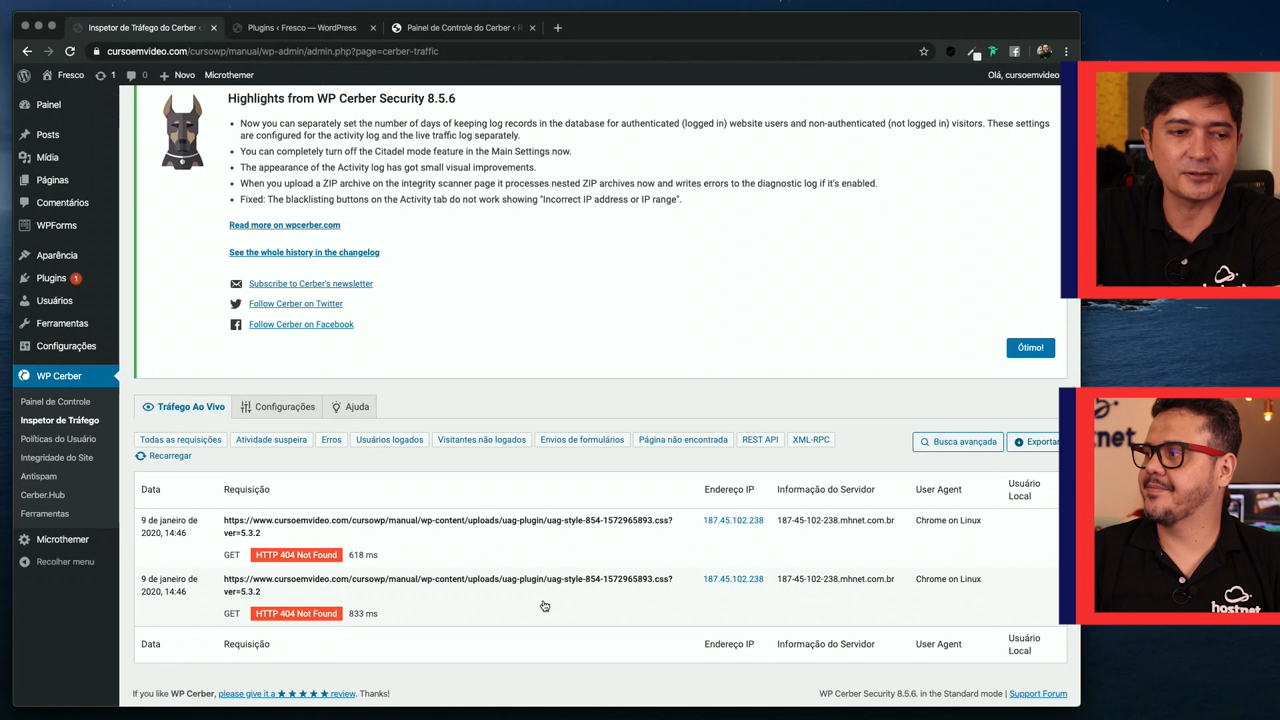 Inspetor de Tráfego do Cerber ‹
Plugins ‹ Fresco — WordPress
Painel de Controle do Cerber ‹
cursoemvideo.com/cursowp/manual/wp-admin/admin.php?page=cerber-traffic
Fresco
1
0
Novo
Microthemer
Olá, cursoemvideo
Painel
Posts
Mídia
Páginas
Comentários
WPForms
Aparência
Plugins 1
Usuários
Ferramentas
Configurações
WP Cerber
Painel de Controle
Inspetor de Tráfego
Políticas do Usuário
Integridade do Site
Antispam
Cerber.Hub
Ferramentas
Microthemer
Recolher menu
Highlights from WP Cerber Security 8.5.6
Now you can separately set the number of days of keeping log records in the database for authenticated (logged in) website users and non-authenticated (not logged in) visitors. These settings
are configured for the activity log and the live traffic log separately.
You can completely turn off the Citadel mode feature in the Main Settings now.
The appearance of the Activity log has got small visual improvements.
When you upload a ZIP archive on the integrity scanner page it processes nested ZIP archives now and writes errors to the diagnostic log if it's enabled.
Fixed: The blacklisting buttons on the Activity tab do not work showing "Incorrect IP address or IP range".
Read more on wpcerber.com
See the whole history in the changelog
Subscribe to Cerber's newsletter
Follow Cerber on Twitter
Follow Cerber on Facebook
Ótimo!
Tráfego Ao Vivo
Configurações
Ajuda
Todas as requisições
Atividade suspeita
Erros
Usuários logados
Visitantes não logados
Envios de formulários
Página não encontrada
REST API
XML-RPC
Busca avançada
Exportar
Recarregar
Data
Requisição
Endereço IP
Informação do Servidor
User Agent
Usuário
Local
9 de janeiro de
2020, 14:46
https://www.cursoemvideo.com/cursowp/manual/wp-content/uploads/uag-plugin/uag-style-854-1572965893.css?
ver=5.3.2
GET HTTP 404 Not Found 618 ms
187.45.102.238
187-45-102-238.mhnet.com.br
Chrome on Linux
9 de janeiro de
2020, 14:46
https://www.cursoemvideo.com/cursowp/manual/wp-content/uploads/uag-plugin/uag-style-854-1572965893.css?
ver=5.3.2
GET HTTP 404 Not Found 833 ms
187.45.102.238
187-45-102-238.mhnet.com.br
Chrome on Linux
Data
Requisição
Endereço IP
Informação do Servidor
User Agent
Usuário
Local
If you like WP Cerber, please give it a ★ ★ ★ ★ ★ review. Thanks!
WP Cerber Security 8.5.6. in the Standard mode | Support Forum
hostnet